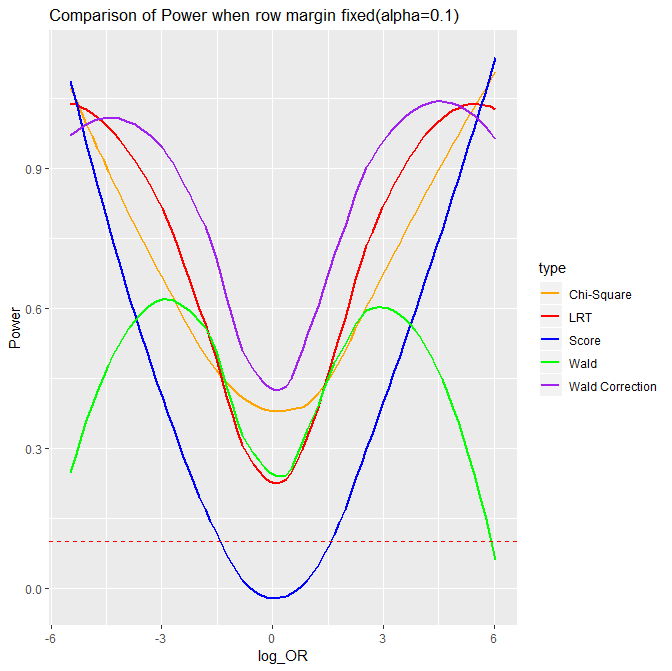 Comparison of Power when row margin fixed(alpha=0.1)
Power
0.9
0.6
0.3
0.0
-6
-3
0
3
6
log_OR
type
Chi-Square
LRT
Score
Wald
Wald Correction